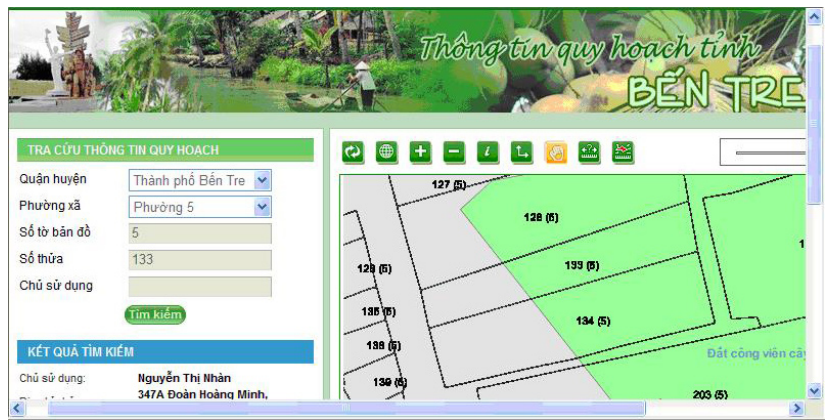 Thông tin quy hoạch tỉnh
BẾN TRE
TRA CỨU THÔNG TIN QUY HOẠCH
Quận huyện Thành phố Bến Tre
Phường xã Phường 5
Số tờ bản đồ 5
Số thửa 133
Chủ sử dụng
Tìm kiếm
KẾT QUẢ TÌM KIẾM
Chủ sử dụng: Nguyễn Thị Nhàn
347A Đoàn Hoàng Minh,
127 (5)
128 (5)
129 (5)
133 (5)
135 (5)
134 (5)
138 (5)
139 (5)
Đất công viên cây
203 (5)
1